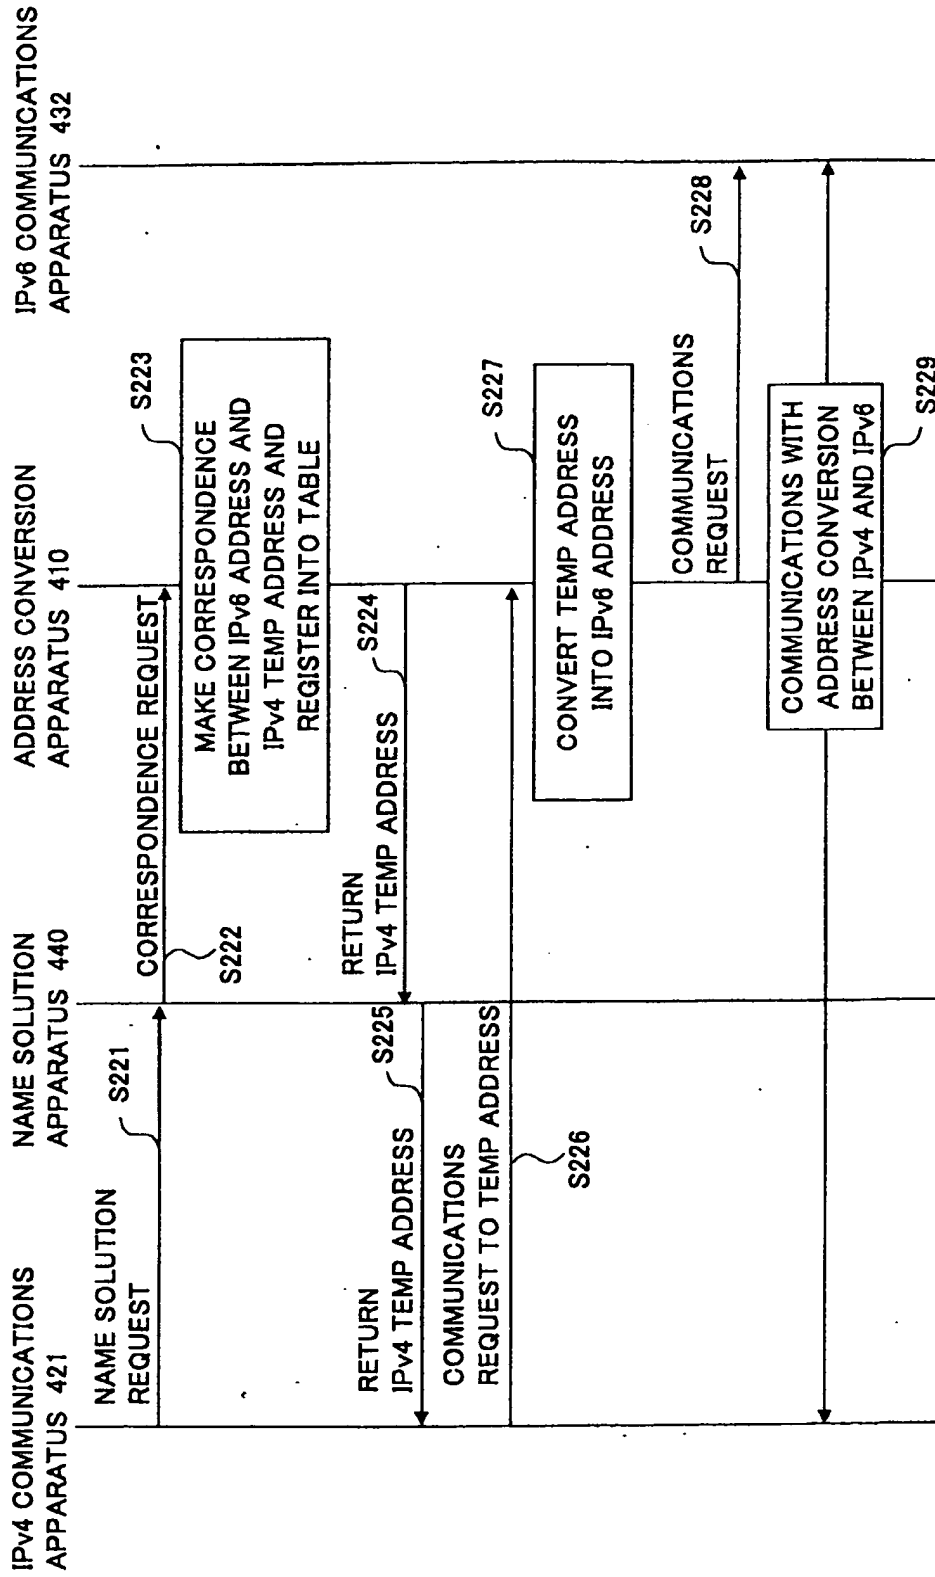 IPv4 COMMUNICATIONS
APPARATUS 421
NAME SOLUTION
APPARATUS 440
ADDRESS CONVERSION
APPARATUS 410
IPv6 COMMUNICATIONS
APPARATUS 432
NAME SOLUTION
REQUEST
S221
CORRESPONDENCE REQUEST
S222
S223
MAKE CORRESPONDENCE
BETWEEN IPv6 ADDRESS AND
IPv4 TEMP ADDRESS AND
REGISTER INTO TABLE
RETURN
IPv4 TEMP ADDRESS
S224
RETURN
IPv4 TEMP ADDRESS
S225
COMMUNICATIONS
REQUEST TO TEMP ADDRESS
S226
S227
CONVERT TEMP ADDRESS
INTO IPv6 ADDRESS
COMMUNICATIONS
REQUEST
S228
COMMUNICATIONS WITH
ADDRESS CONVERSION
BETWEEN IPv4 AND IPv6
S229